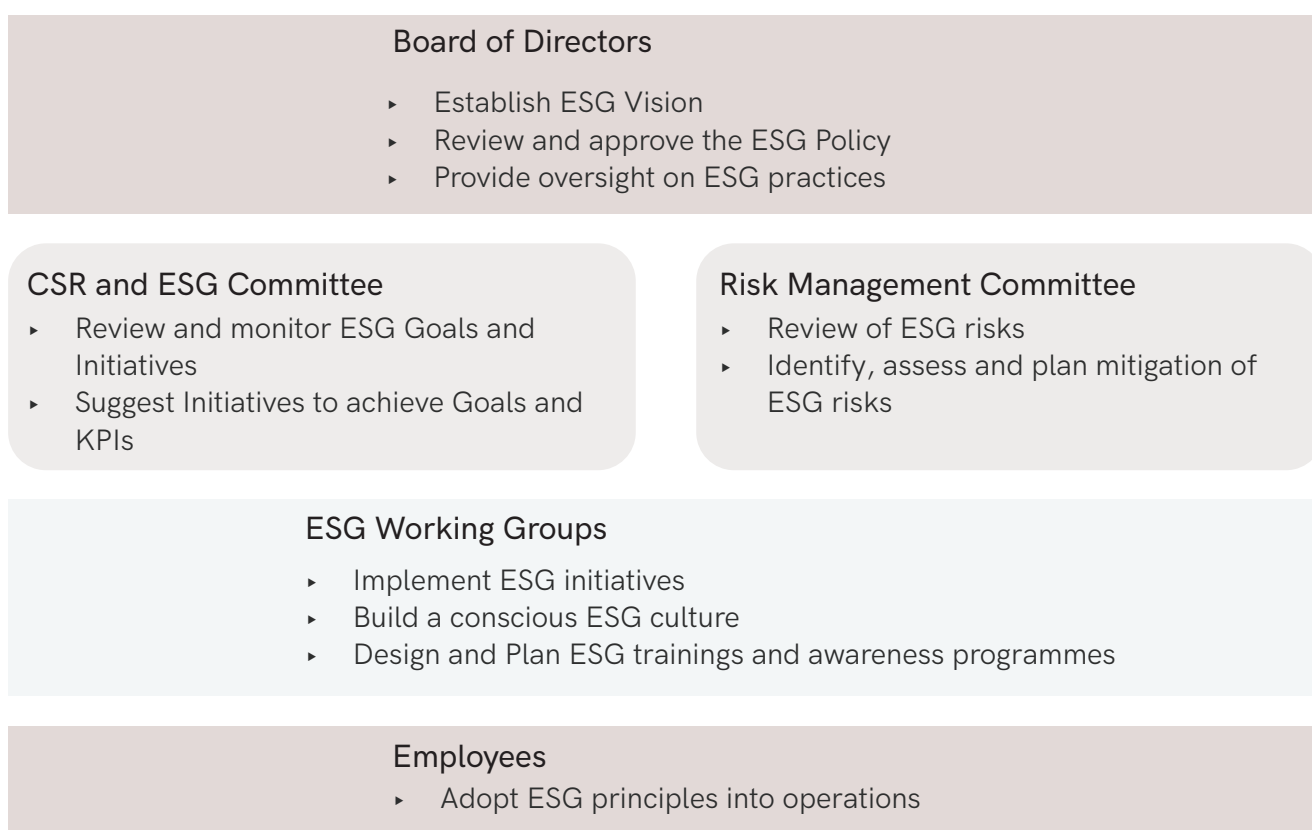 Board of Directors
▸ Establish ESG Vision
▸ Review and approve the ESG Policy
▸ Provide oversight on ESG practices
CSR and ESG Committee
▸ Review and monitor ESG Goals and
Initiatives
▸ Suggest Initiatives to achieve Goals and
KPIs
Risk Management Committee
▸ Review of ESG risks
▸ Identify, assess and plan mitigation of
ESG risks
ESG Working Groups
▸ Implement ESG initiatives
▸ Build a conscious ESG culture
▸ Design and Plan ESG trainings and awareness programmes
Employees
▸ Adopt ESG principles into operations